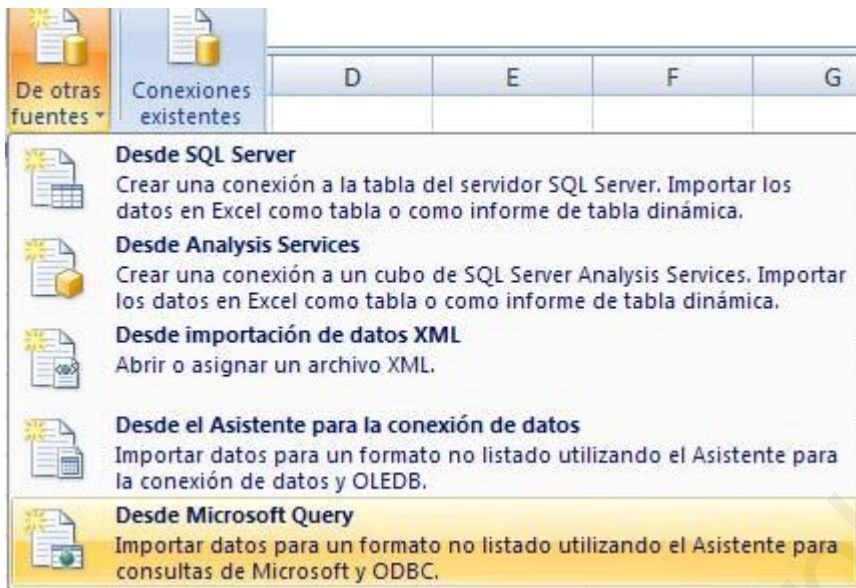 De otras fuentes
Conexiones existentes
D E F G
Desde SQL Server
Crear una conexión a la tabla del servidor SQL Server. Importar los
datos en Excel como tabla o como informe de tabla dinámica.
Desde Analysis Services
Crear una conexión a un cubo de SQL Server Analysis Services. Importar
los datos en Excel como tabla o como informe de tabla dinámica.
Desde importación de datos XML
Abrir o asignar un archivo XML.
Desde el Asistente para la conexión de datos
Importar datos para un formato no listado utilizando el Asistente para
la conexión de datos y OLEDB.
Desde Microsoft Query
Importar datos para un formato no listado utilizando el Asistente para
consultas de Microsoft y ODBC.